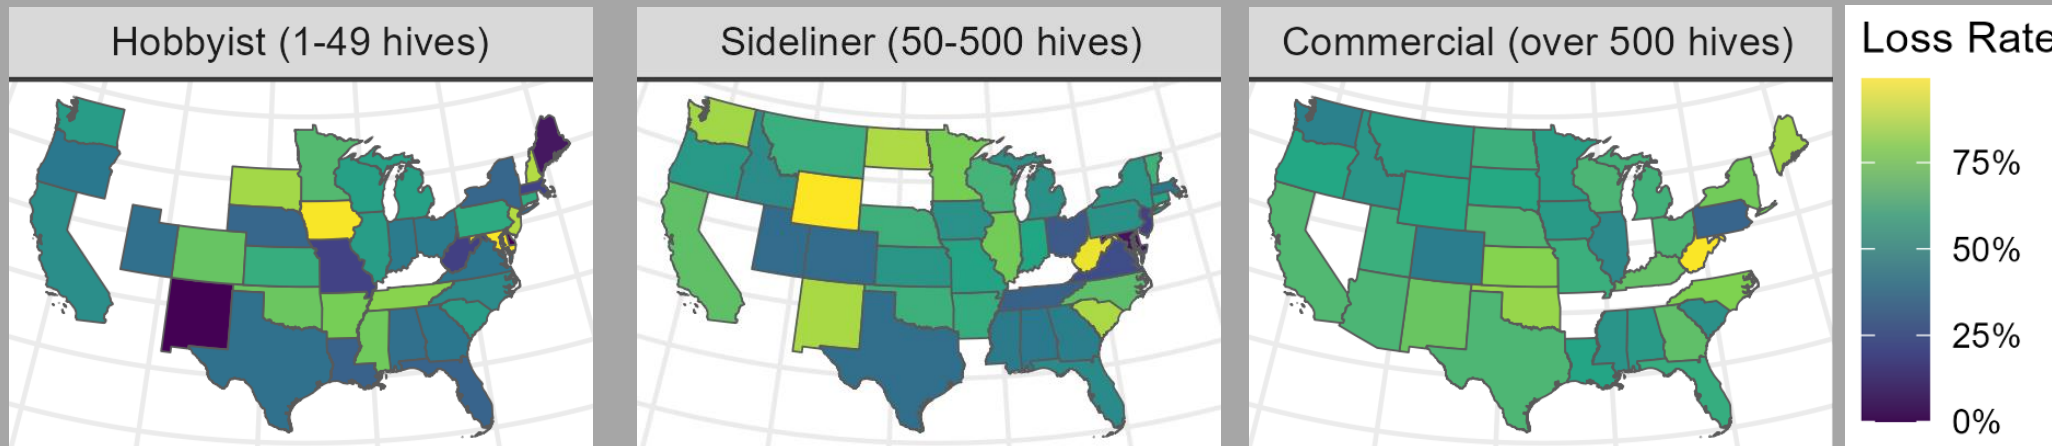 Hobbyist (1-49 hives)
Sideliner (50-500 hives)
Commercial (over 500 hives)
Loss Rate
75%
50%
25%
0%